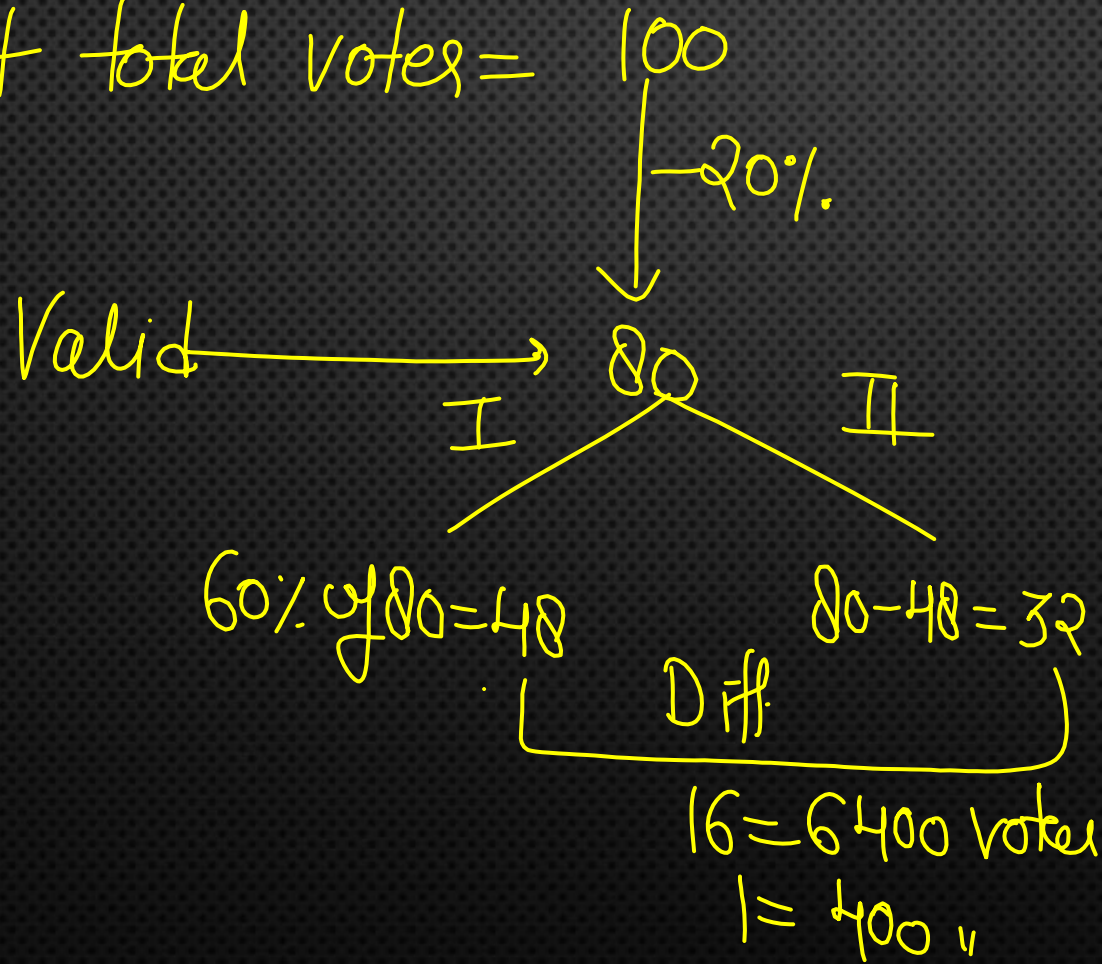 total votes= 100
-20%.
Valid 80
I II
60% of 80=48 80-48=32
Diff.
16=6400 votes
1= 400 "